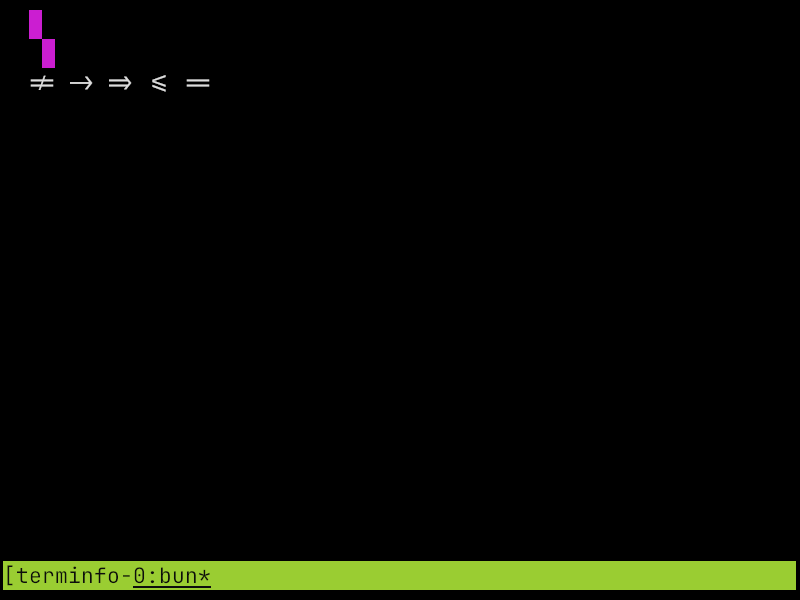 ≠ → ⇒ ⩽ ==
[terminfo-0:bun*